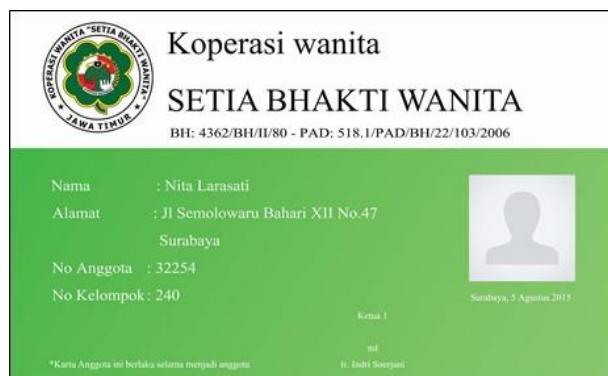 KOPERASI WANITA "SETIA BHAKTI WANITA"
JAWA TIMUR
Koperasi wanita
SETIA BHAKTI WANITA
BH: 4362/BH/II/80 - PAD: 518.1/PAD/BH/22/103/2006
Nama : Nita Larasati
Alamat : Jl Semolowaru Bahari XII No.47
Surabaya
No Anggota : 32254
No Kelompok : 240
Surabaya, 5 Agustus 2015
Ketua 1
ttd
Ir. Indri Soerjani
*Kartu Anggota ini berlaku selama menjadi anggota